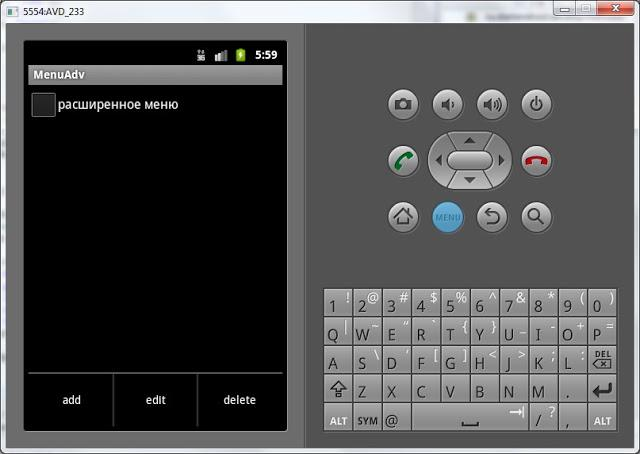 5554:AVD_233
3G 5:59
MenuAdv
расширенное меню
add edit delete
MENU
1 ! 2 @ 3 # 4 $ 5 % 6 ^ 7 & 8 * 9 ( 0 )
Q | W ~ E " R ` T { Y } U _ I - O + P =
A S \ D ' F [ G ] H < J > K ; L : DEL
Z X C V B N M .
ALT SYM @ / ? , ALT